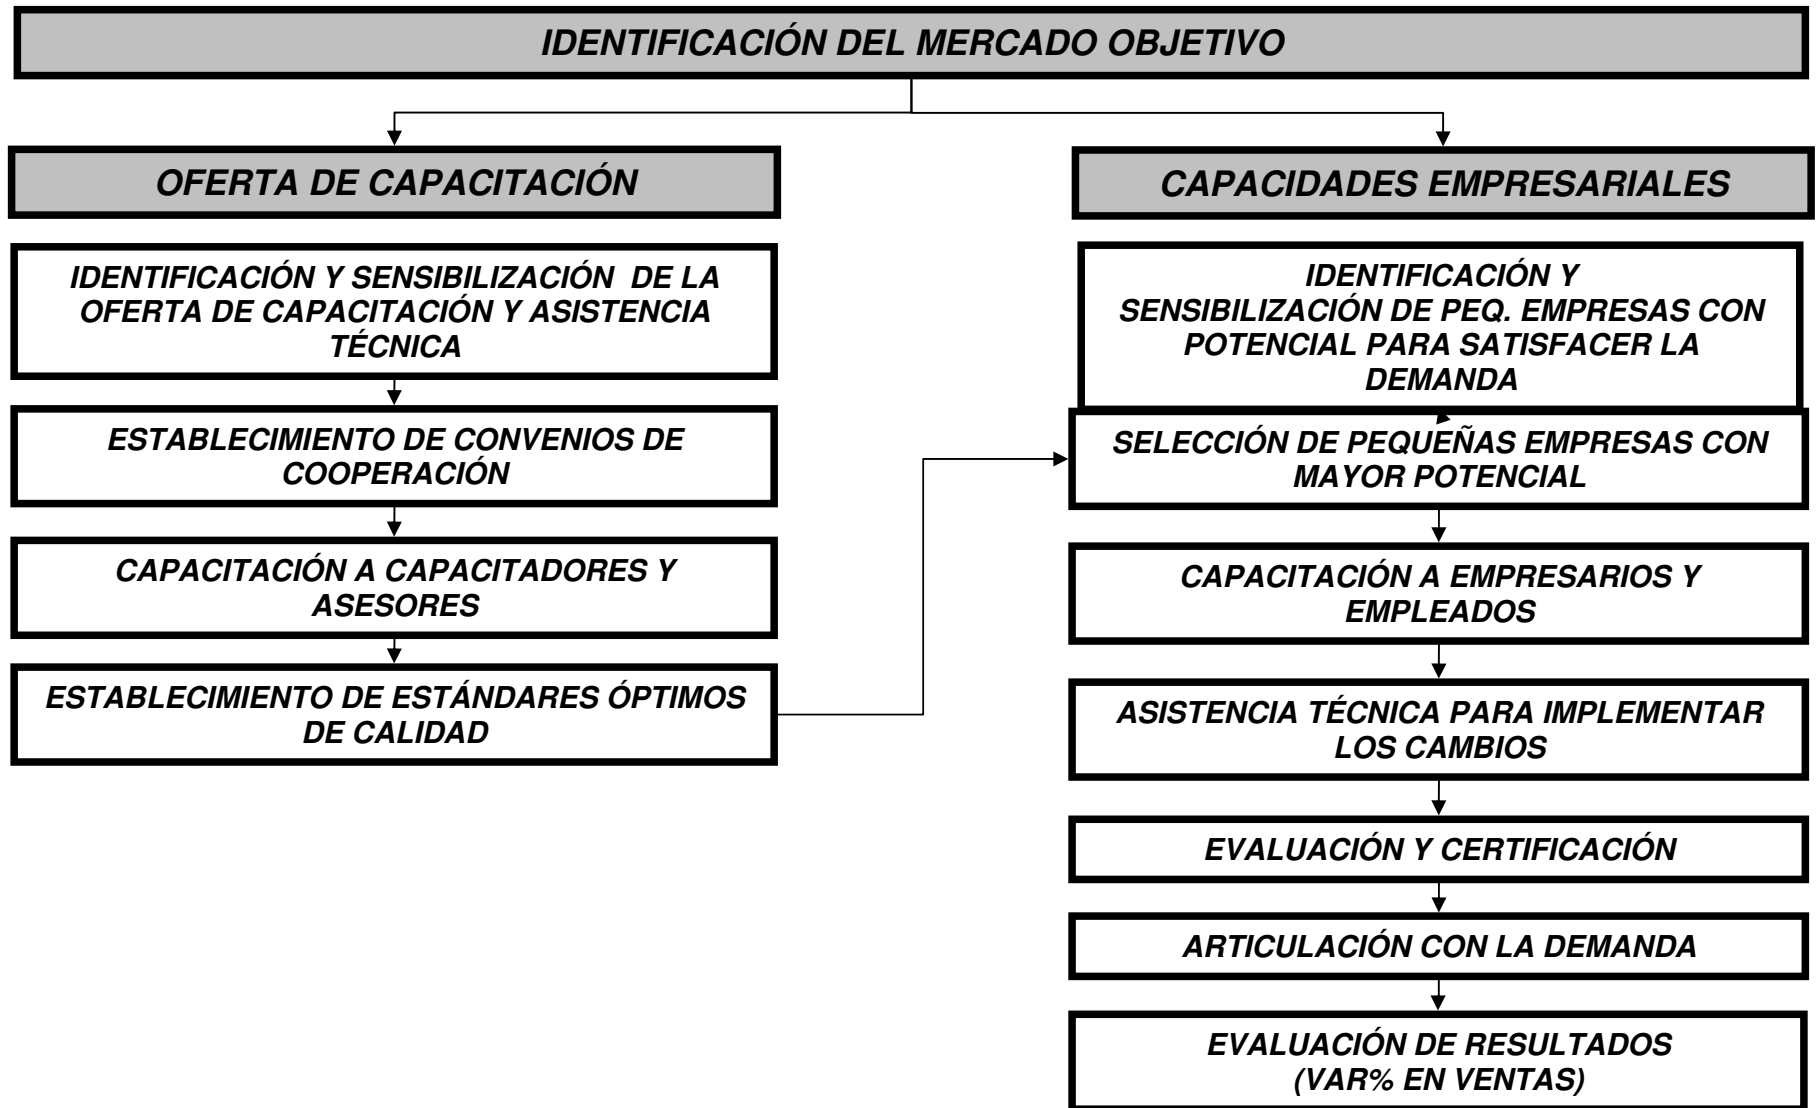 IDENTIFICACIÓN DEL MERCADO OBJETIVO
OFERTA DE CAPACITACIÓN
IDENTIFICACIÓN Y SENSIBILIZACIÓN DE LA
OFERTA DE CAPACITACIÓN Y ASISTENCIA
TÉCNICA
ESTABLECIMIENTO DE CONVENIOS DE
COOPERACIÓN
CAPACITACIÓN A CAPACITADORES Y
ASESORES
ESTABLECIMIENTO DE ESTÁNDARES ÓPTIMOS
DE CALIDAD
CAPACIDADES EMPRESARIALES
IDENTIFICACIÓN Y
SENSIBILIZACIÓN DE PEQ. EMPRESAS CON
POTENCIAL PARA SATISFACER LA
DEMANDA
SELECCIÓN DE PEQUEÑAS EMPRESAS CON
MAYOR POTENCIAL
CAPACITACIÓN A EMPRESARIOS Y
EMPLEADOS
ASISTENCIA TÉCNICA PARA IMPLEMENTAR
LOS CAMBIOS
EVALUACIÓN Y CERTIFICACIÓN
ARTICULACIÓN CON LA DEMANDA
EVALUACIÓN DE RESULTADOS
(VAR% EN VENTAS)